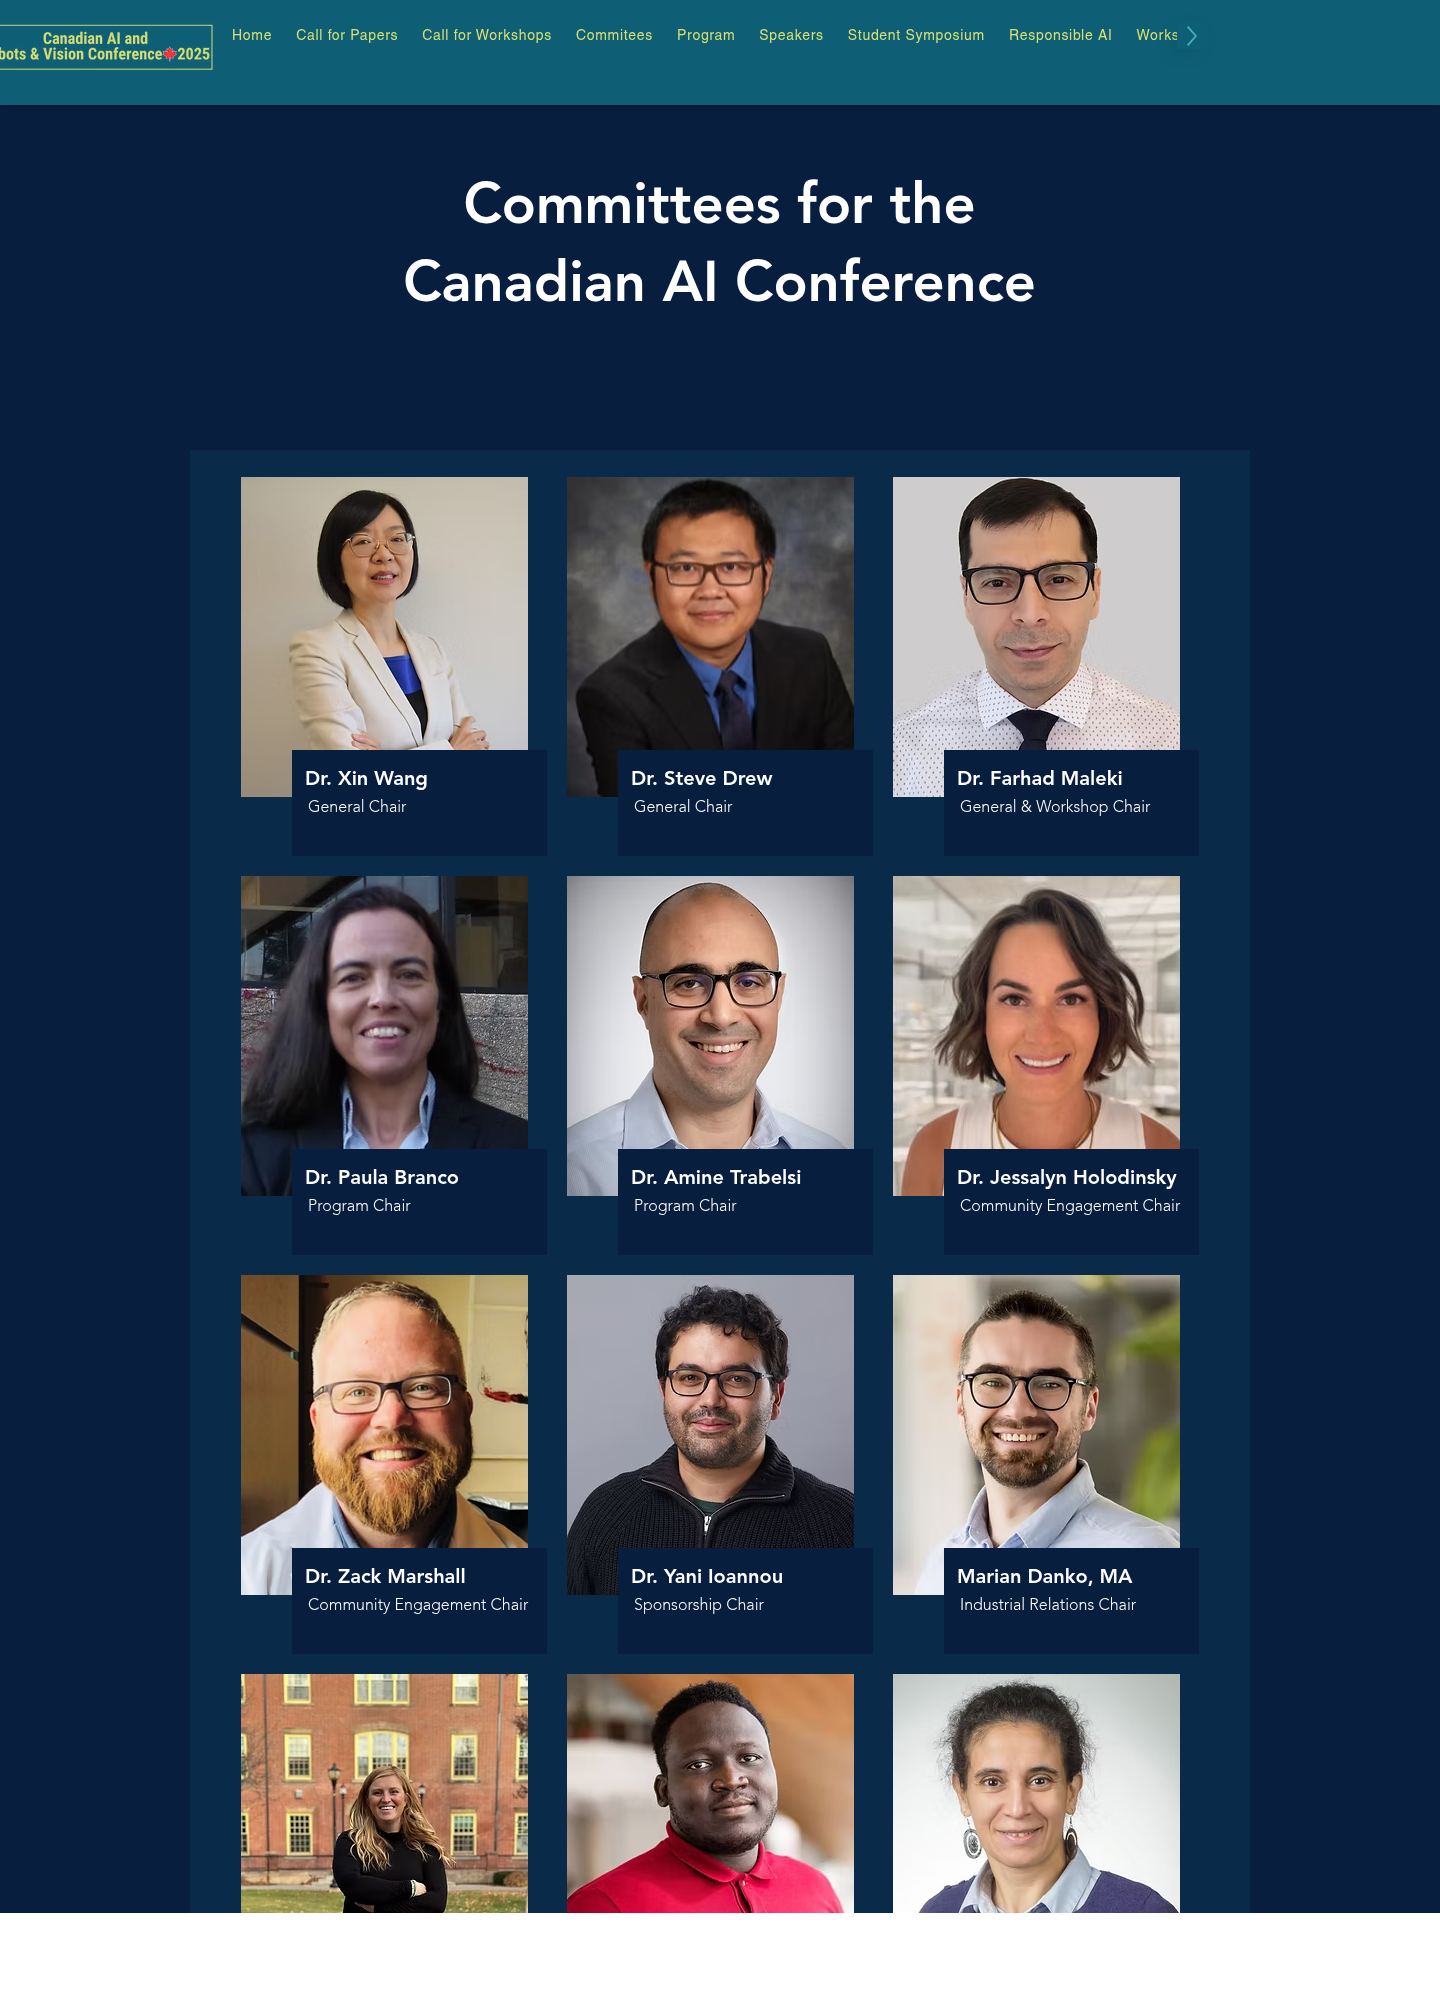 Canadian AI and
bots & Vision Conference 2025
Home Call for Papers Call for Workshops Commitees Program Speakers Student Symposium Responsible AI Works
Committees for the
Canadian AI Conference
Dr. Xin Wang
General Chair
Dr. Steve Drew
General Chair
Dr. Farhad Maleki
General & Workshop Chair
Dr. Paula Branco
Program Chair
Dr. Amine Trabelsi
Program Chair
Dr. Jessalyn Holodinsky
Community Engagement Chair
Dr. Zack Marshall
Community Engagement Chair
Dr. Yani Ioannou
Sponsorship Chair
Marian Danko, MA
Industrial Relations Chair